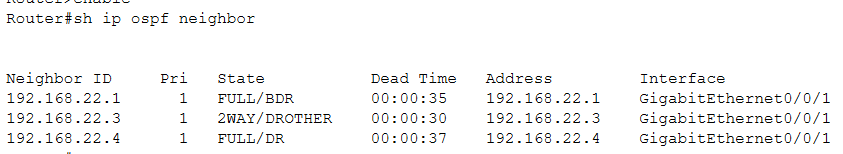 Router>enable
Router#sh ip ospf neighbor
Neighbor ID Pri State Dead Time Address Interface
192.168.22.1 1 FULL/BDR 00:00:35 192.168.22.1 GigabitEthernet0/0/1
192.168.22.3 1 2WAY/DROTHER 00:00:30 192.168.22.3 GigabitEthernet0/0/1
192.168.22.4 1 FULL/DR 00:00:37 192.168.22.4 GigabitEthernet0/0/1